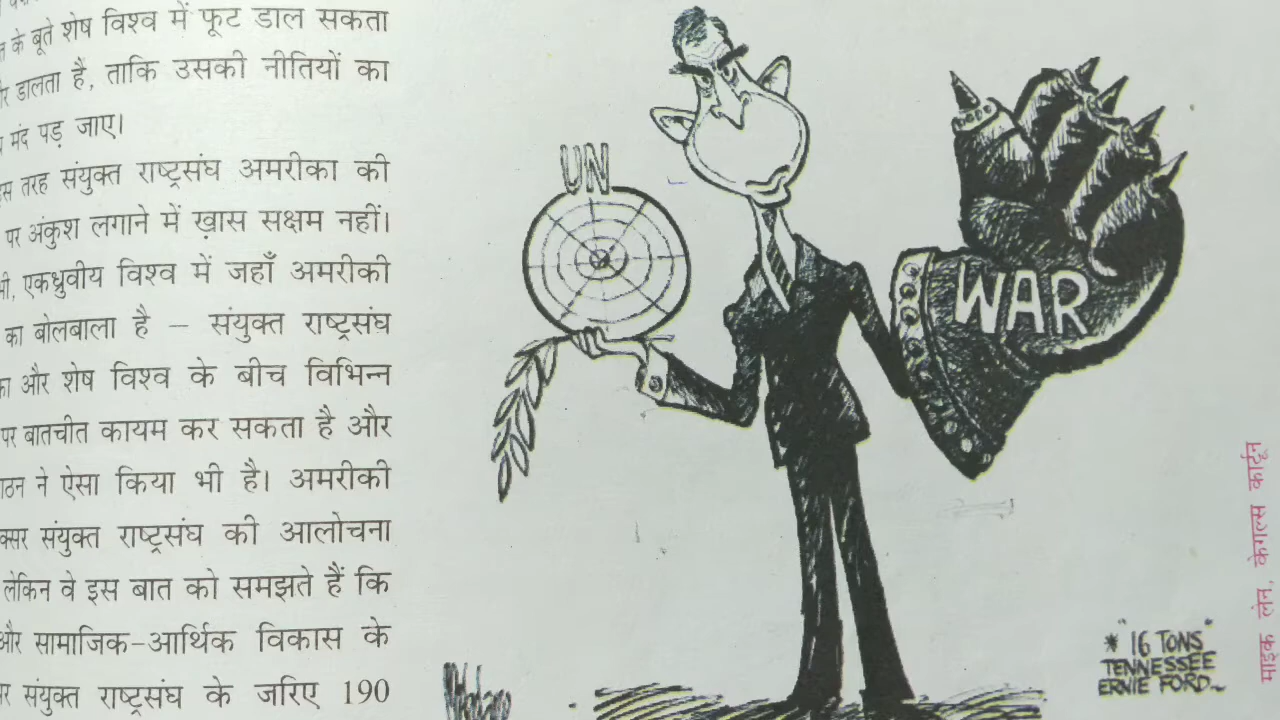 के बूते शेष विश्व में फूट डाल सकता
डालता है, ताकि उसकी नीतियों का
मंद पड़ जाए।
तरह संयुक्त राष्ट्रसंघ अमरीका की
पर अंकुश लगाने में ख़ास सक्षम नहीं।
एकध्रुवीय विश्व में जहाँ अमरीकी
का बोलबाला है – संयुक्त राष्ट्रसंघ
और शेष विश्व के बीच विभिन्न
पर बातचीत कायम कर सकता है और
ने ऐसा किया भी है। अमरीकी
संयुक्त राष्ट्रसंघ की आलोचना
लेकिन वे इस बात को समझते हैं कि
और सामाजिक-आर्थिक विकास के
संयुक्त राष्ट्रसंघ के जरिए 190
UN
WAR
* "16 TONS"
TENNESSEE
ERNIE FORD~
माइक लेन, केगल्स कार्टून